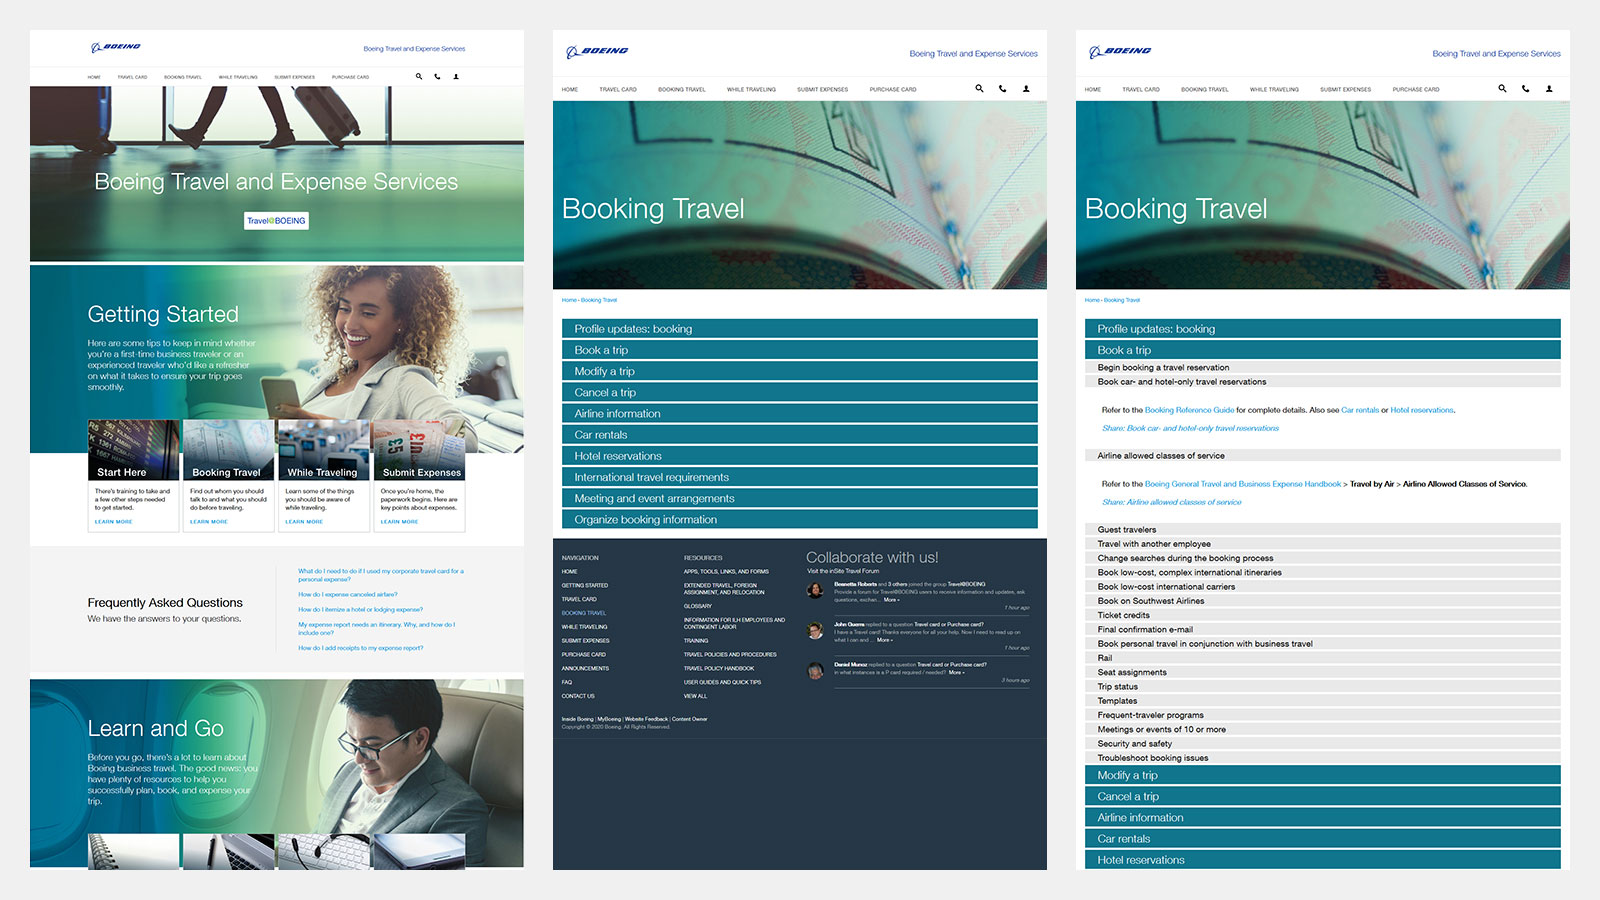 BOEING
Boeing Travel and Expense Services
HOME
TRAVEL CARD
BOOKING TRAVEL
WHILE TRAVELING
SUBMIT EXPENSES
PURCHASE CARD
Boeing Travel and Expense Services
Travel@BOEING
Getting Started
Here are some tips to keep in mind whether
you're a first-time business traveler or an
experienced traveler who'd like a refresher
on what it takes to ensure your trip goes
smoothly.
Start Here
There's training to take and
a few other steps needed
to get started.
LEARN MORE
Booking Travel
Find out whom you should
talk to and what you should
do before traveling.
LEARN MORE
While Traveling
Learn some of the things
you should be aware of
while traveling.
LEARN MORE
Submit Expenses
Once you're home, the
paperwork begins. Here are
key points about expenses.
LEARN MORE
Frequently Asked Questions
We have the answers to your questions.
What do I need to do if I used my corporate travel card for a
personal expense?
How do I expense canceled airfare?
How do I itemize a hotel or lodging expense?
My expense report needs an itinerary. Why, and how do I
include one?
How do I add receipts to my expense report?
Learn and Go
Before you go, there's a lot to learn about
Boeing business travel. The good news: you
have plenty of resources to help you
successfully plan, book, and expense your
trip.
BOEING
Boeing Travel and Expense Services
HOME
TRAVEL CARD
BOOKING TRAVEL
WHILE TRAVELING
SUBMIT EXPENSES
PURCHASE CARD
Booking Travel
Home › Booking Travel
Profile updates: booking
Book a trip
Modify a trip
Cancel a trip
Airline information
Car rentals
Hotel reservations
International travel requirements
Meeting and event arrangements
Organize booking information
NAVIGATION
HOME
GETTING STARTED
TRAVEL CARD
BOOKING TRAVEL
WHILE TRAVELING
SUBMIT EXPENSES
PURCHASE CARD
ANNOUNCEMENTS
FAQ
CONTACT US
RESOURCES
APPS, TOOLS, LINKS, AND FORMS
EXTENDED TRAVEL, FOREIGN
ASSIGNMENT, AND RELOCATION
GLOSSARY
INFORMATION FOR ILH EMPLOYEES AND
CONTINGENT LABOR
TRAINING
TRAVEL POLICIES AND PROCEDURES
TRAVEL POLICY HANDBOOK
USER GUIDES AND QUICK TIPS
VIEW ALL
Collaborate with us!
Visit the inSite Travel Forum
Beanetta Roberts and 3 others joined the group Travel@BOEING
Provide a forum for Travel@BOEING users to receive information and updates, ask
questions, exchan... More »
1 hour ago
John Guerra replied to a question Travel card or Purchase card?
I have a Travel card! Thanks everyone for all your help. Now I need to read up on
what I can and ... More »
1 hour ago
Daniel Munoz replied to a question Travel card or Purchase card?
in what instances is a P card required / needed? More »
3 hours ago
Inside Boeing | MyBoeing | Website Feedback | Content Owner
Copyright © 2020 Boeing. All Rights Reserved.
BOEING
Boeing Travel and Expense Services
HOME
TRAVEL CARD
BOOKING TRAVEL
WHILE TRAVELING
SUBMIT EXPENSES
PURCHASE CARD
Booking Travel
Home › Booking Travel
Profile updates: booking
Book a trip
Begin booking a travel reservation
Book car- and hotel-only travel reservations
Refer to the Booking Reference Guide for complete details. Also see Car rentals or Hotel reservations.
Share: Book car- and hotel-only travel reservations
Airline allowed classes of service
Refer to the Boeing General Travel and Business Expense Handbook > Travel by Air > Airline Allowed Classes of Service.
Share: Airline allowed classes of service
Guest travelers
Travel with another employee
Change searches during the booking process
Book low-cost, complex international itineraries
Book low-cost international carriers
Book on Southwest Airlines
Ticket credits
Final confirmation e-mail
Book personal travel in conjunction with business travel
Rail
Seat assignments
Trip status
Templates
Frequent-traveler programs
Meetings or events of 10 or more
Security and safety
Troubleshoot booking issues
Modify a trip
Cancel a trip
Airline information
Car rentals
Hotel reservations